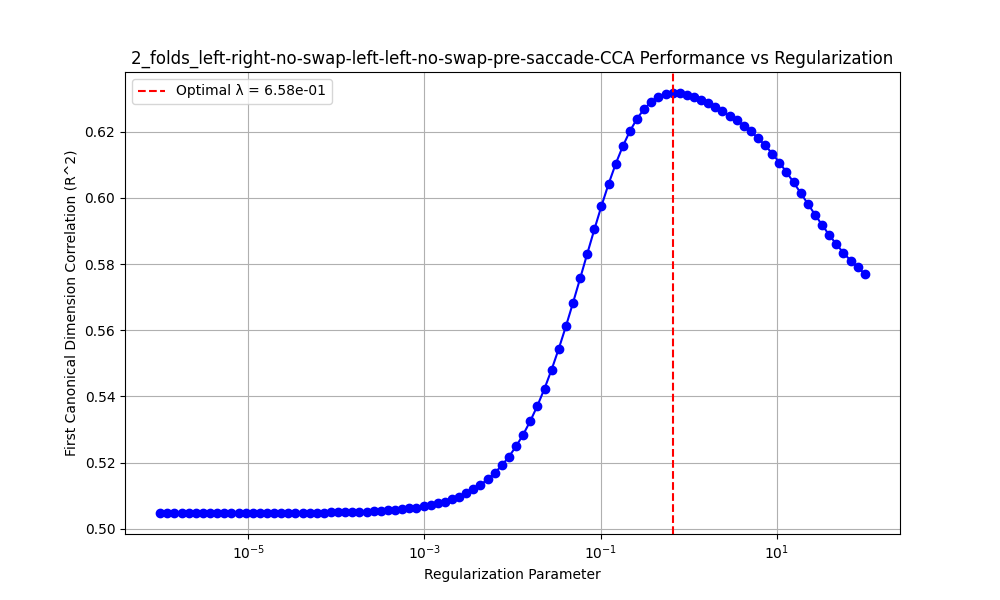 2_folds_left-right-no-swap-left-left-no-swap-pre-saccade-CCA Performance vs Regularization
Optimal λ = 6.58e-01
First Canonical Dimension Correlation (R^2)
0.62
0.60
0.58
0.56
0.54
0.52
0.50
10⁻⁵
10⁻³
10⁻¹
10¹
Regularization Parameter